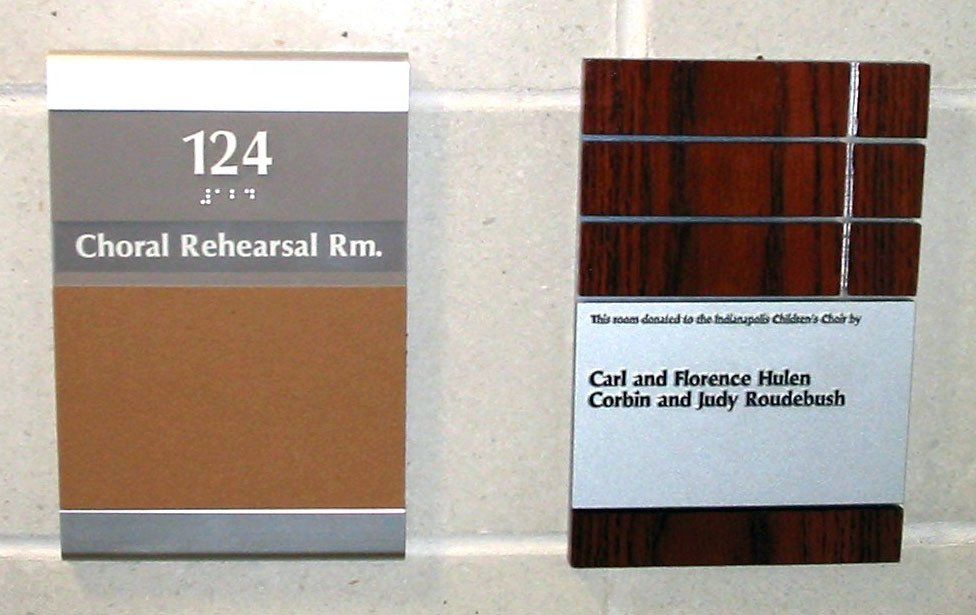 124
⠼⠁⠃⠙
Choral Rehearsal Rm.
This room donated to the Indianapolis Children's Choir by
Carl and Florence Hulen
Corbin and Judy Roudebush